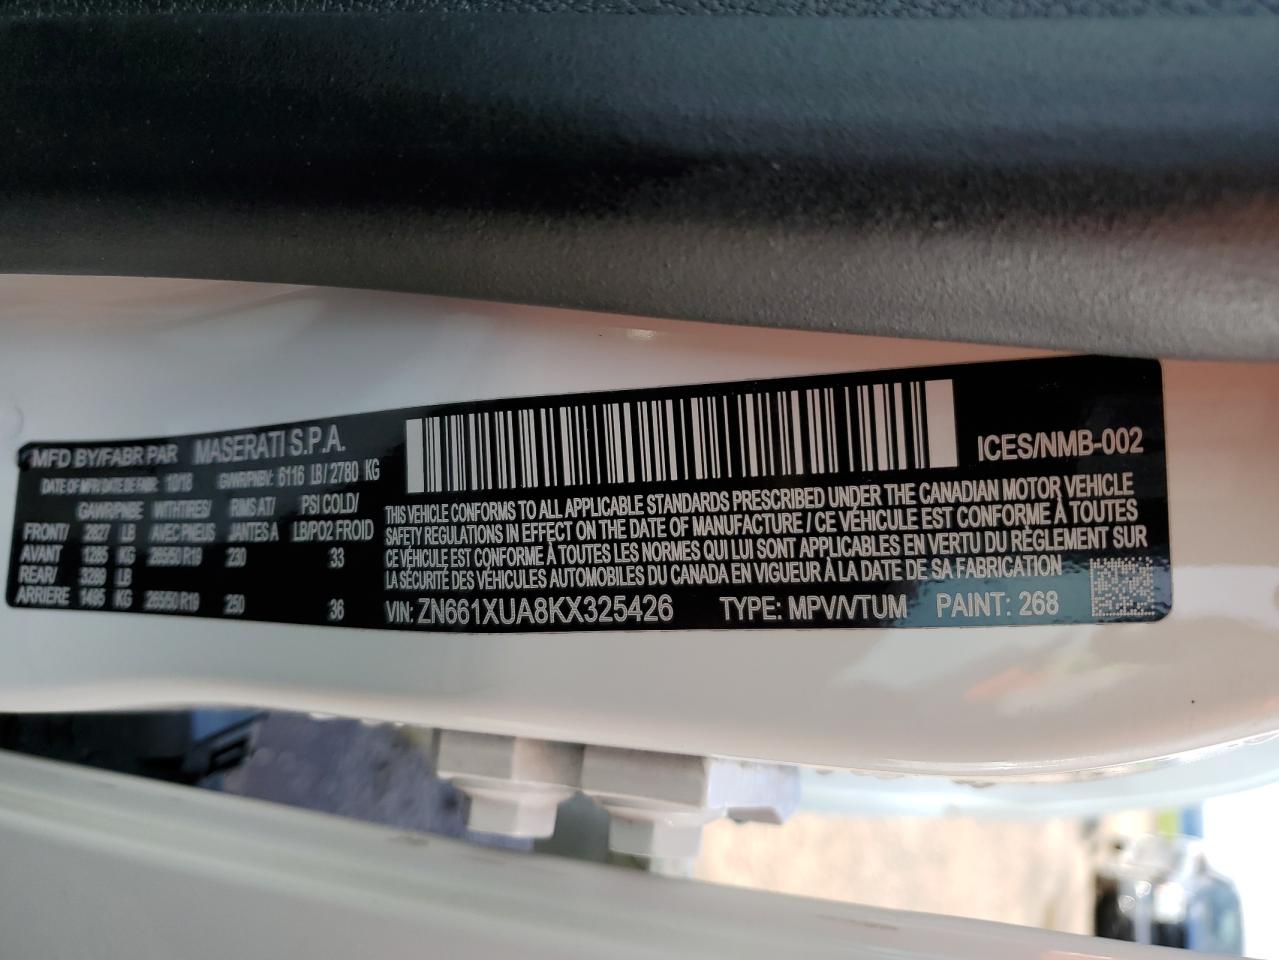 MFD BY/FABR PAR MASERATI S.P.A.
DATE OF MFR/DATE DE FABR: 10/18 GVWR/PNBV: 6116 LB/ 2780 KG
GAWR/PNBE WITH TIRES/ RIMS AT/ PSI COLD/
FRONT/ 2827 LB AVEC PNEUS JANTES A LB/PO2 FROID
AVANT 1285 KG 265/50 R19 230 33
REAR/ 3289 LB
ARRIERE 1495 KG 265/50 R19 250 36
ICES/NMB-002
THIS VEHICLE CONFORMS TO ALL APPLICABLE STANDARDS PRESCRIBED UNDER THE CANADIAN MOTOR VEHICLE
SAFETY REGULATIONS IN EFFECT ON THE DATE OF MANUFACTURE / CE VÉHICULE EST CONFORME À TOUTES
CE VÉHICULE EST CONFORME À TOUTES LES NORMES QUI LUI SONT APPLICABLES EN VERTU DU RÈGLEMENT SUR
LA SÉCURITÉ DES VÉHICULES AUTOMOBILES DU CANADA EN VIGUEUR À LA DATE DE SA FABRICATION
VIN: ZN661XUA8KX325426 TYPE: MPV/VTUM PAINT: 268